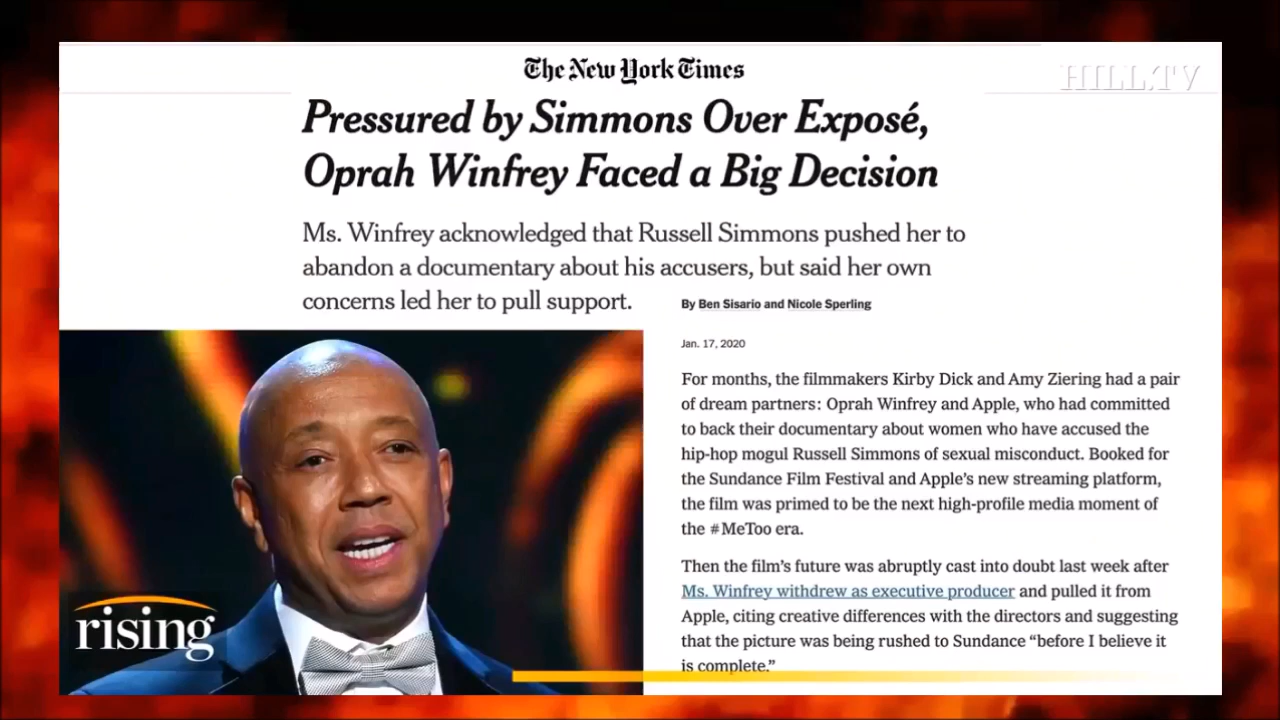 The New York Times
HILL.TV
Pressured by Simmons Over Exposé,
Oprah Winfrey Faced a Big Decision
Ms. Winfrey acknowledged that Russell Simmons pushed her to
abandon a documentary about his accusers, but said her own
concerns led her to pull support.
By Ben Sisario and Nicole Sperling
Jan. 17, 2020
For months, the filmmakers Kirby Dick and Amy Ziering had a pair
of dream partners: Oprah Winfrey and Apple, who had committed
to back their documentary about women who have accused the
hip-hop mogul Russell Simmons of sexual misconduct. Booked for
the Sundance Film Festival and Apple’s new streaming platform,
the film was primed to be the next high-profile media moment of
the #MeToo era.
Then the film’s future was abruptly cast into doubt last week after
Ms. Winfrey withdrew as executive producer and pulled it from
Apple, citing creative differences with the directors and suggesting
that the picture was being rushed to Sundance “before I believe it
is complete.”
rising